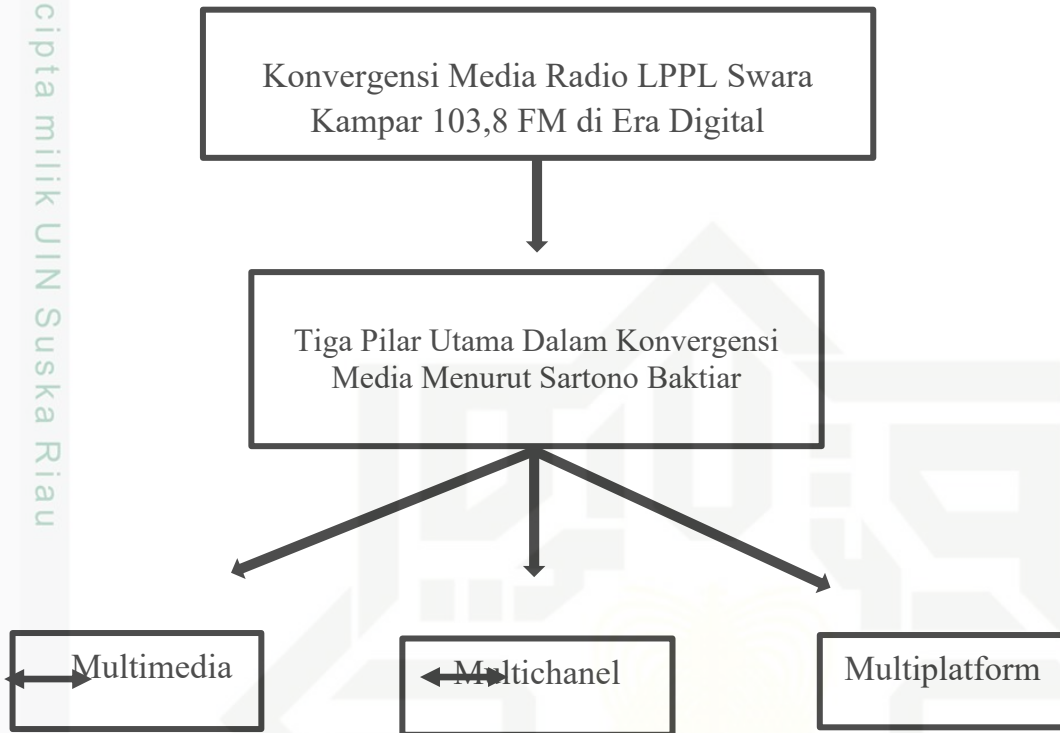 cipta milik UIN Suska Riau
Konvergensi Media Radio LPPL Swara
Kampar 103,8 FM di Era Digital
Tiga Pilar Utama Dalam Konvergensi
Media Menurut Sartono Baktiar
Multimedia
Multichanel
Multiplatform